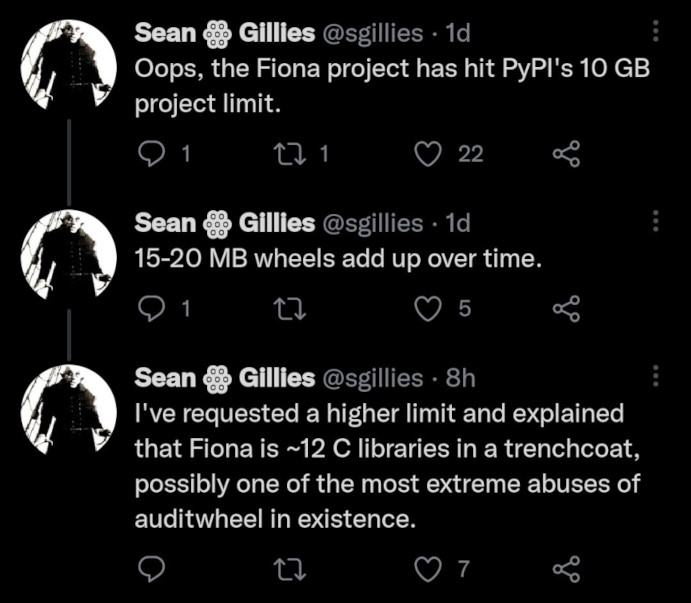 Sean Gillies @sgillies · 1d
Oops, the Fiona project has hit PyPI's 10 GB
project limit.
1 1 22
Sean Gillies @sgillies · 1d
15-20 MB wheels add up over time.
1 5
Sean Gillies @sgillies · 8h
I've requested a higher limit and explained
that Fiona is ~12 C libraries in a trenchcoat,
possibly one of the most extreme abuses of
auditwheel in existence.
7